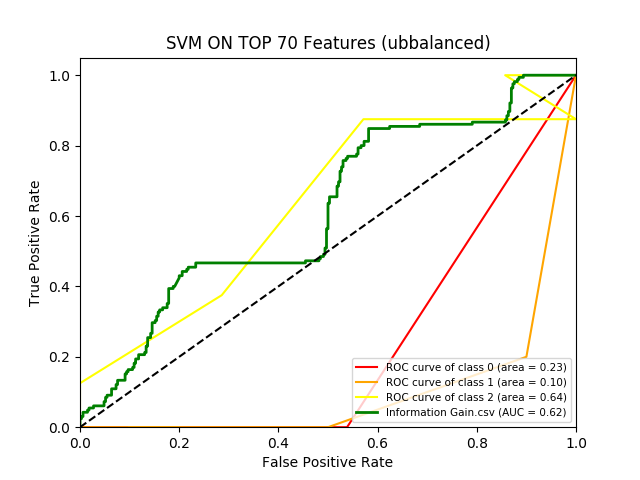 SVM ON TOP 70 Features (ubbalanced)
True Positive Rate
1.0
0.8
0.6
0.4
0.2
0.0
ROC curve of class 0 (area = 0.23)
ROC curve of class 1 (area = 0.10)
ROC curve of class 2 (area = 0.64)
Information Gain.csv (AUC = 0.62)
0.0 0.2 0.4 0.6 0.8 1.0
False Positive Rate